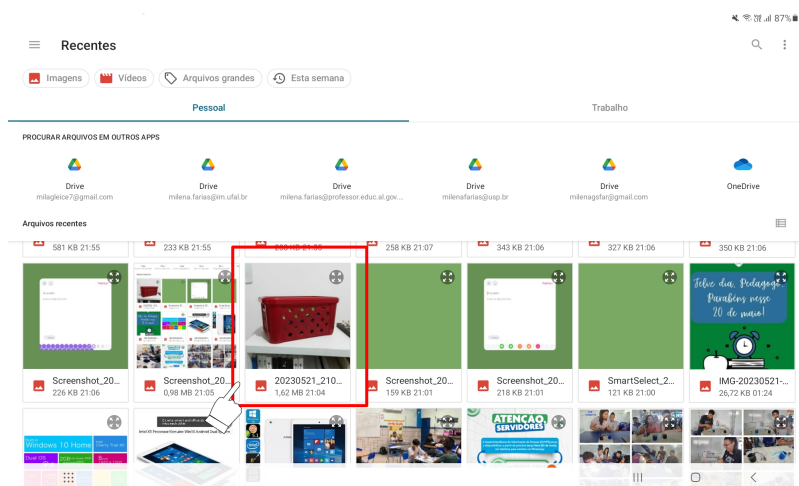 87%
Recentes
Imagens
Vídeos
Arquivos grandes
Esta semana
Pessoal
Trabalho
PROCURAR ARQUIVOS EM OUTROS APPS
Drive
milagleice7@gmail.com
Drive
milena.farias@im.ufal.br
Drive
milena.farias@professor.educ.al.gov...
Drive
milenafarias@usp.br
Drive
milenagsfar@gmail.com
OneDrive
Arquivos recentes
581 KB 21:55
233 KB 21:55
258 KB 21:07
343 KB 21:06
327 KB 21:06
350 KB 21:06
Feliz dia, Pedagogo,
Parabéns nesse
20 de maio!
Screenshot_20...
226 KB 21:06
Screenshot_20...
0,98 MB 21:05
20230521_210...
1,62 MB 21:04
Screenshot_20...
159 KB 21:01
Screenshot_20...
218 KB 21:01
SmartSelect_2...
121 KB 21:00
IMG-20230521-...
26,72 KB 01:24
Windows 10 Home
Dual OS
ATENÇÃO
SERVIDORES